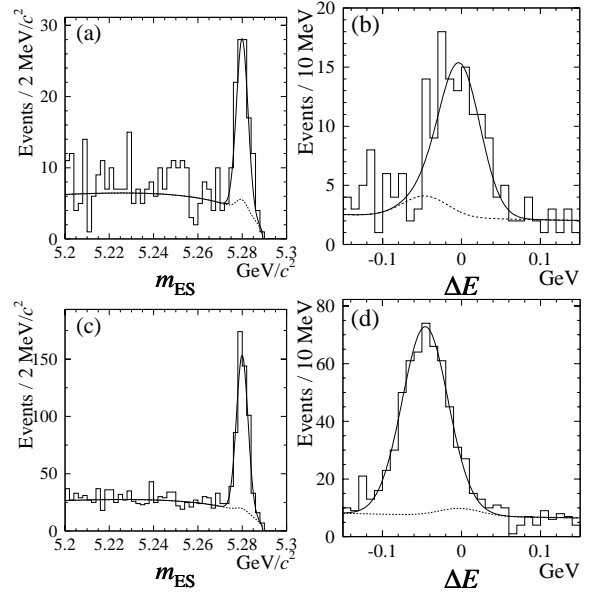 (a)
Events / 2 MeV/c²
30
20
10
0
5.2 5.22 5.24 5.26 5.28 5.3
GeV/c²
m_ES
(b)
Events / 10 MeV
20
15
10
5
0
-0.1 0 0.1
GeV
ΔE
(c)
Events / 2 MeV/c²
150
100
50
0
5.2 5.22 5.24 5.26 5.28 5.3
GeV/c²
m_ES
(d)
Events / 10 MeV
80
60
40
20
0
-0.1 0 0.1
GeV
ΔE